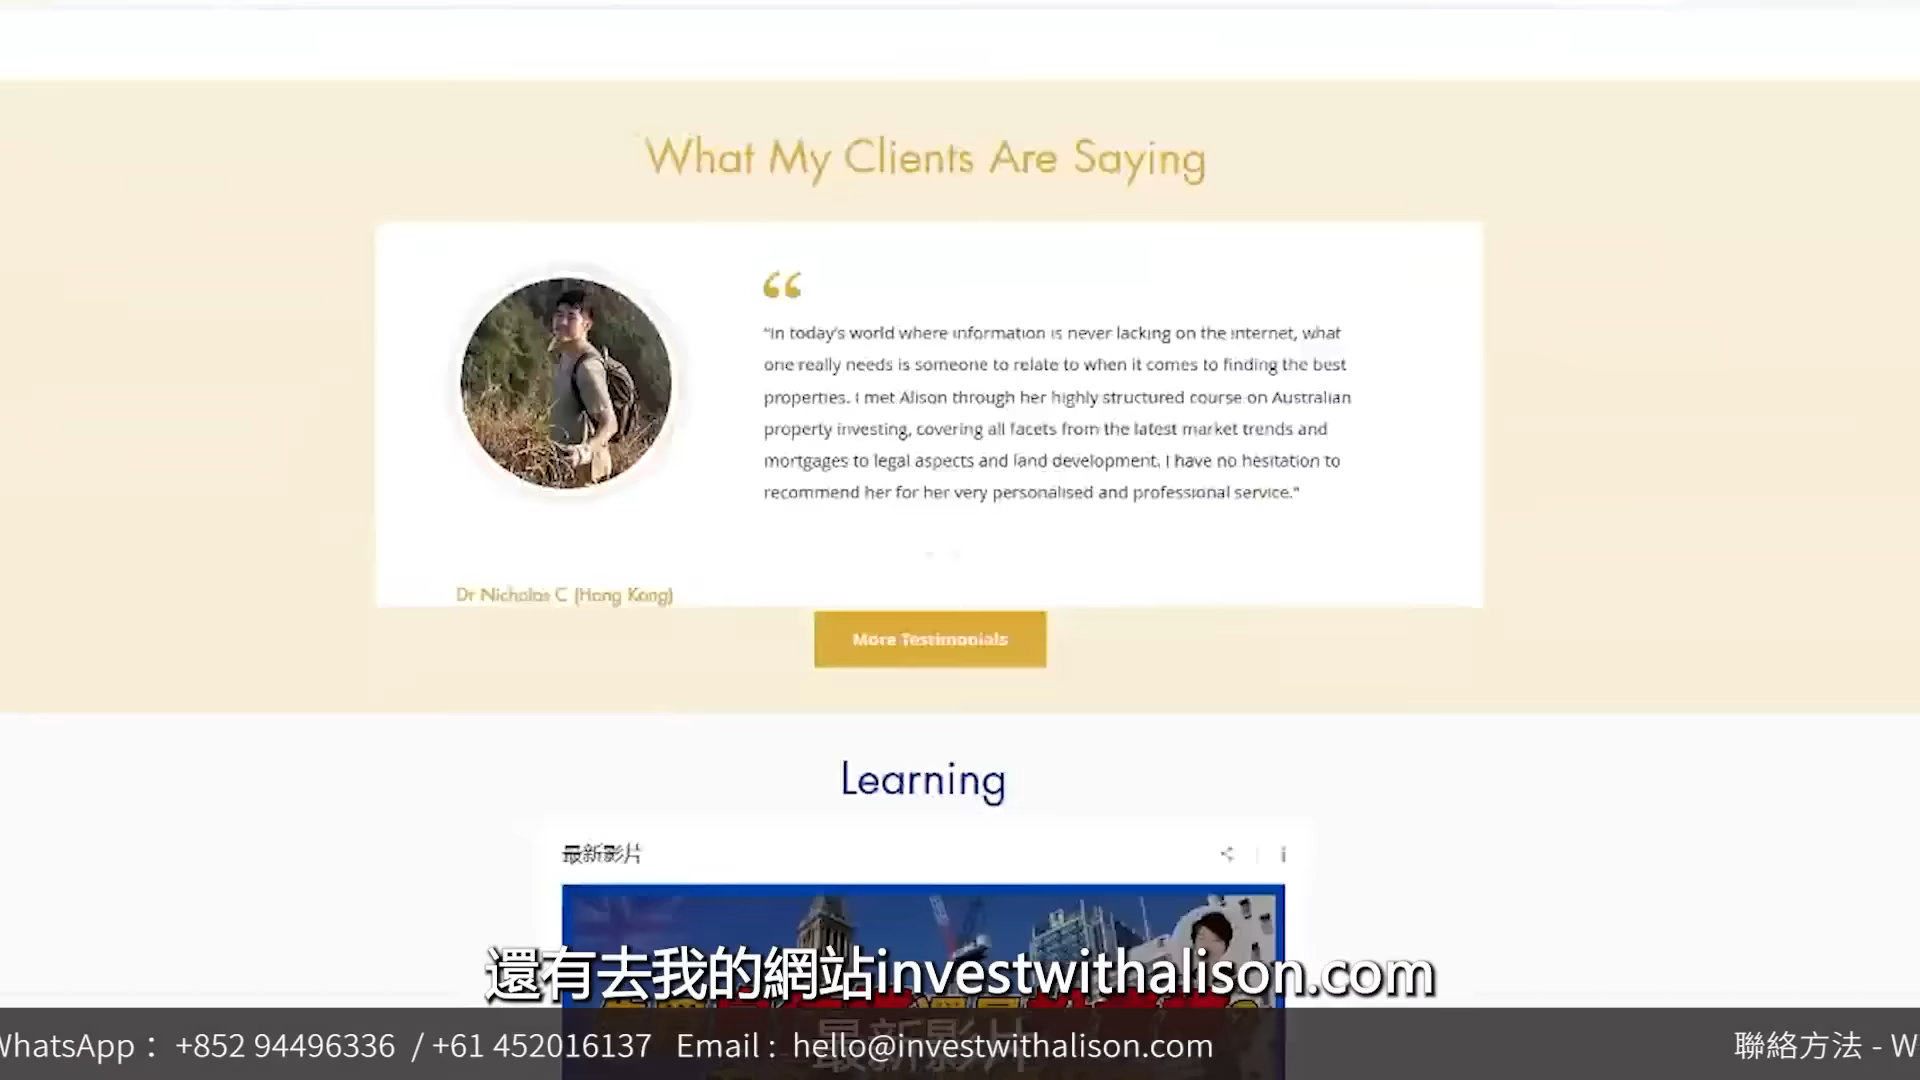 What My Clients Are Saying
“
“In today’s world where information is never lacking on the internet, what
one really needs is someone to relate to when it comes to finding the best
properties. I met Alison through her highly structured course on Australian
property investing, covering all facets from the latest market trends and
mortgages to legal aspects and land development. I have no hesitation to
recommend her for her very personalised and professional service.”
Dr Nicholas C (Hong Kong)
More Testimonials
Learning
最新影片
還有去我的網站investwithalison.com
最新影片
WhatsApp： +852 94496336 / +61 452016137 Email : hello@investwithalison.com
聯絡方法 - W